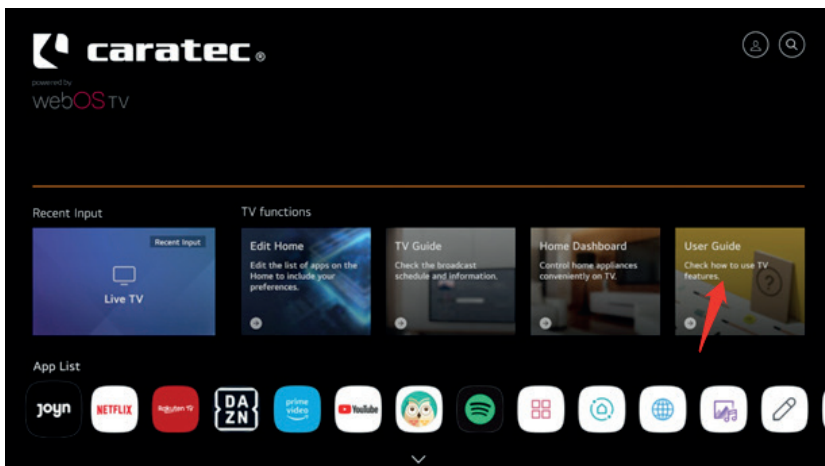 caratec®
powered by
webOS TV
Recent Input
TV functions
Recent Input
Live TV
Edit Home
Edit the list of apps on the
Home to include your
preferences.
TV Guide
Check the broadcast
schedule and information.
Home Dashboard
Control home appliances
conveniently on TV.
User Guide
Check how to use TV
features.
?
App List
joyn
NETFLIX
Rakuten TV
DA
ZN
prime
video
YouTube